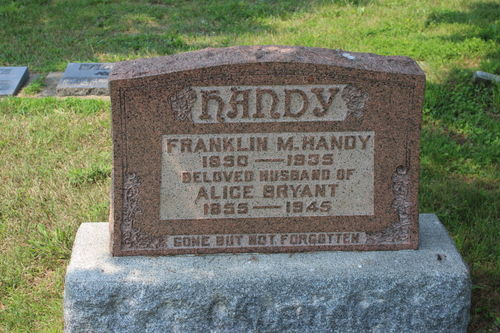 HANDY
FRANKLIN M. HANDY
1850 — 1935
BELOVED HUSBAND OF
ALICE BRYANT
1855 — 1945
GONE BUT NOT FORGOTTEN